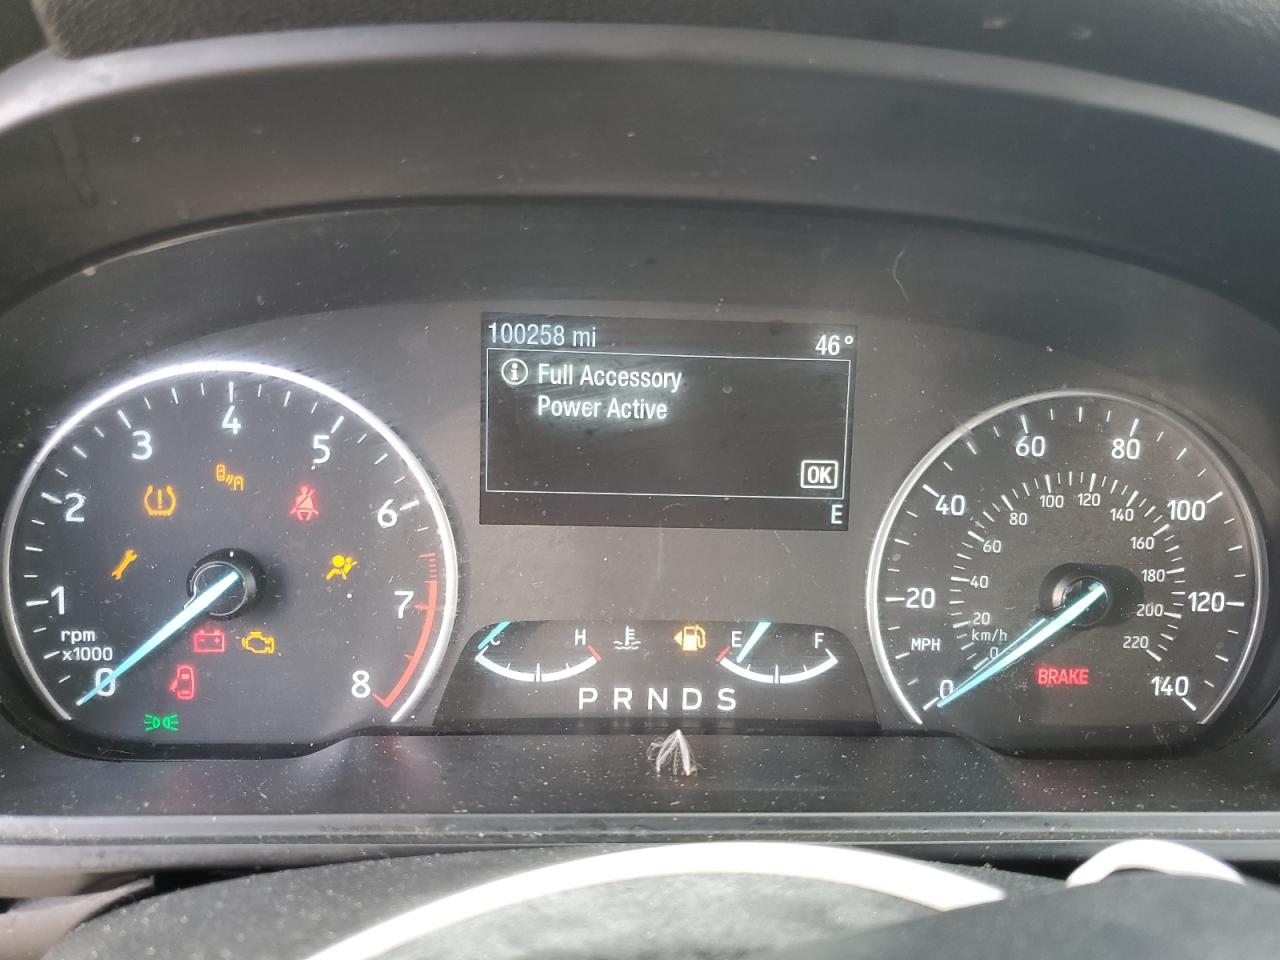 100258 mi
46°
i Full Accessory
Power Active
OK
E
0 1 2 3 4 5 6 7 8
rpm
x1000
C H
E F
P R N D S
0 20 40 60 80 100 120 140
MPH
0 20 40 60 80 100 120 140 160 180 200 220
km/h
BRAKE